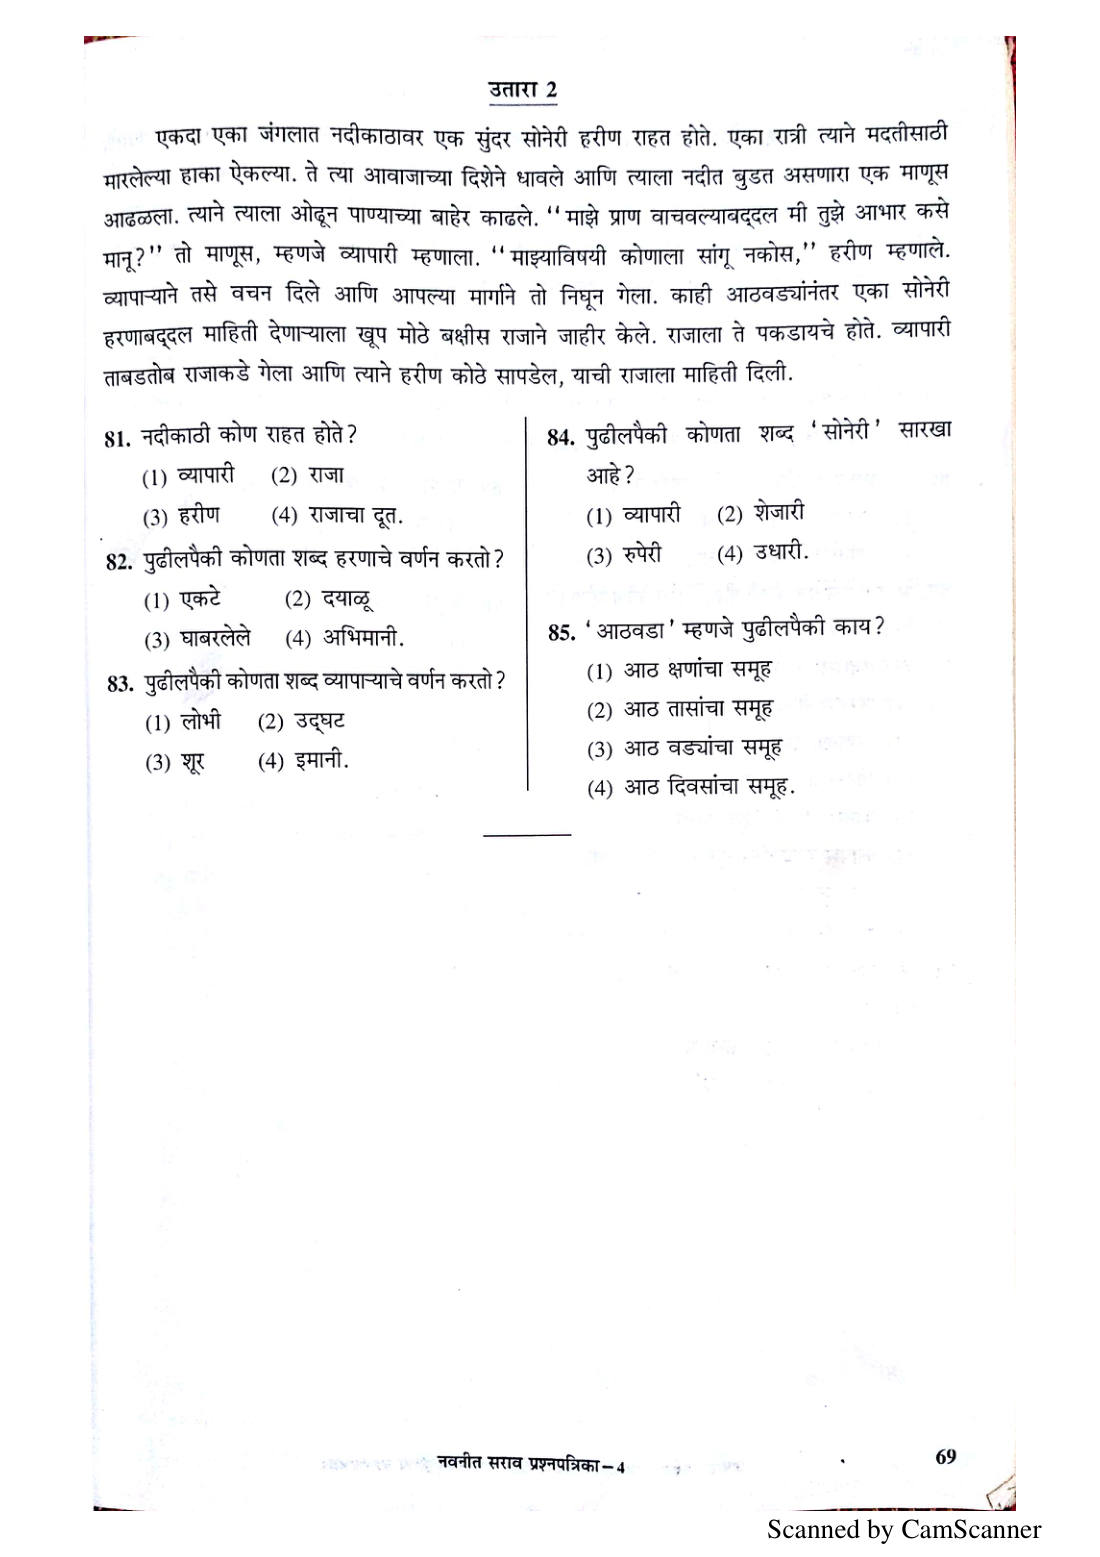 उतारा 2
एकदा एका जंगलात नदीकाठावर एक सुंदर सोनेरी हरीण राहत होते. एका रात्री त्याने मदतीसाठी
मारलेल्या हाका ऐकल्या. ते त्या आवाजाच्या दिशेने धावले आणि त्याला नदीत बुडत असणारा एक माणूस
आढळला. त्याने त्याला ओढून पाण्याच्या बाहेर काढले. “माझे प्राण वाचवल्याबद्दल मी तुझे आभार कसे
मानू?” तो माणूस, म्हणजे व्यापारी म्हणाला. “माझ्याविषयी कोणाला सांगू नकोस,” हरीण म्हणाले.
व्यापाऱ्याने तसे वचन दिले आणि आपल्या मार्गाने तो निघून गेला. काही आठवड्यांनंतर एका सोनेरी
हरणाबद्दल माहिती देणाऱ्याला खूप मोठे बक्षीस राजाने जाहीर केले. राजाला ते पकडायचे होते. व्यापारी
ताबडतोब राजाकडे गेला आणि त्याने हरीण कोठे सापडेल, याची राजाला माहिती दिली.
81. नदीकाठी कोण राहत होते?
(1) व्यापारी (2) राजा
(3) हरीण (4) राजाचा दूत.
82. पुढीलपैकी कोणता शब्द हरणाचे वर्णन करतो?
(1) एकटे (2) दयाळू
(3) घाबरलेले (4) अभिमानी.
83. पुढीलपैकी कोणता शब्द व्यापाऱ्याचे वर्णन करतो?
(1) लोभी (2) उद्धट
(3) शूर (4) इमानी.
84. पुढीलपैकी कोणता शब्द ‘सोनेरी’ सारखा
आहे?
(1) व्यापारी (2) शेजारी
(3) रुपेरी (4) उधारी.
85. ‘आठवडा’ म्हणजे पुढीलपैकी काय?
(1) आठ क्षणांचा समूह
(2) आठ तासांचा समूह
(3) आठ वड्यांचा समूह
(4) आठ दिवसांचा समूह.
नवनीत सराव प्रश्नपत्रिका–4
69
Scanned by CamScanner